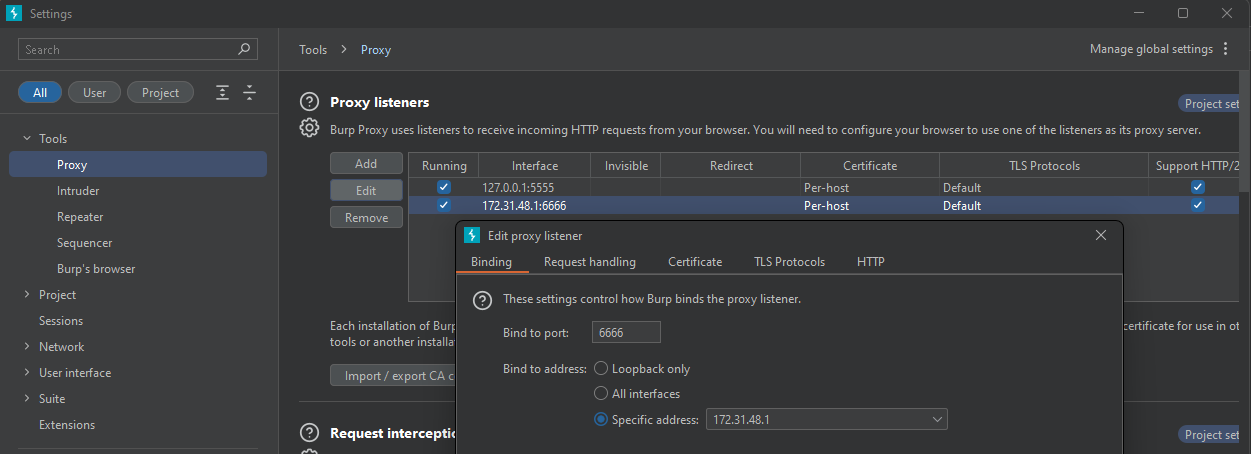 Settings
Search
Tools > Proxy
Manage global settings
All User Project
Tools
Proxy
Intruder
Repeater
Sequencer
Burp's browser
Project
Sessions
Network
User interface
Suite
Extensions
Proxy listeners
Project set
Burp Proxy uses listeners to receive incoming HTTP requests from your browser. You will need to configure your browser to use one of the listeners as its proxy server.
Add
Edit
Remove
Running Interface Invisible Redirect Certificate TLS Protocols Support HTTP/2
127.0.0.1:5555 Per-host Default
172.31.48.1:6666 Per-host Default
Each installation of Burp
certificate for use in ot
tools or another installa
Import / export CA c
Request interceptio
Project set
Edit proxy listener
Binding Request handling Certificate TLS Protocols HTTP
These settings control how Burp binds the proxy listener.
Bind to port: 6666
Bind to address: Loopback only
All interfaces
Specific address: 172.31.48.1